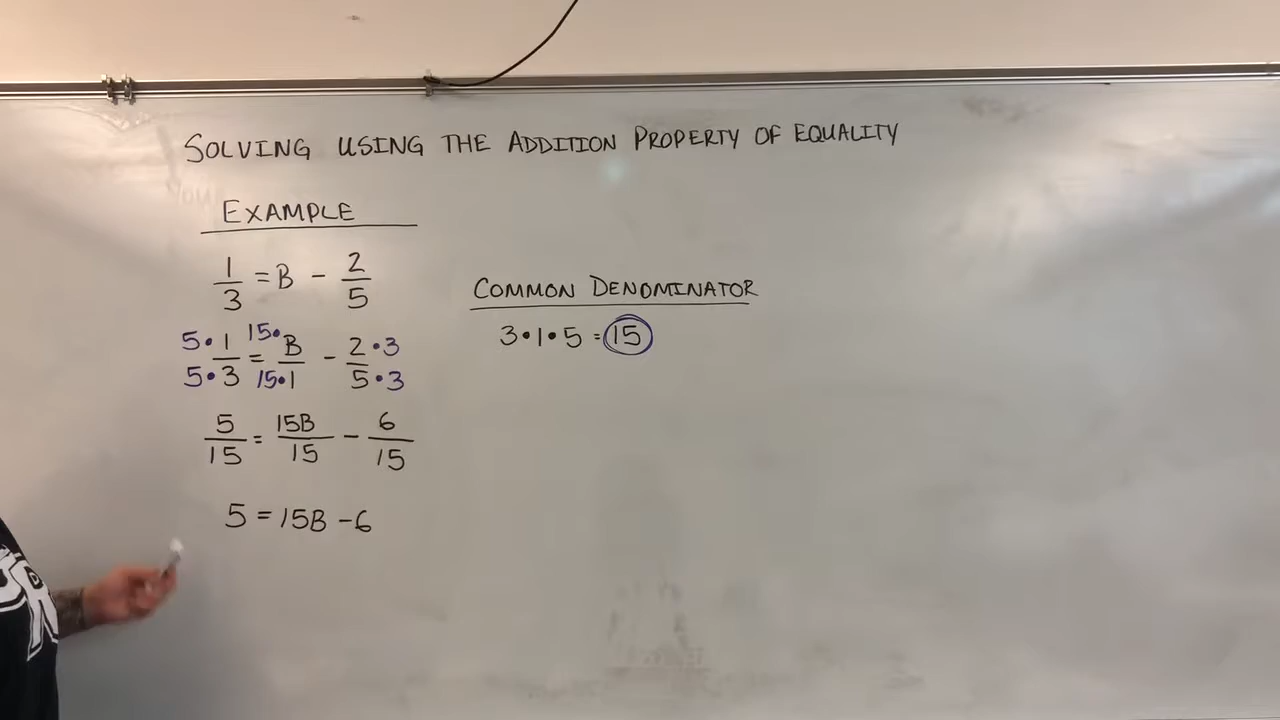 SOLVING USING THE ADDITION PROPERTY OF EQUALITY
EXAMPLE
1/3 = B - 2/5
5•1/5•3 = 15•B/15•1 - 2•3/5•3
5/15 = 15B/15 - 6/15
5 = 15B - 6
COMMON DENOMINATOR
3•1•5 = 15